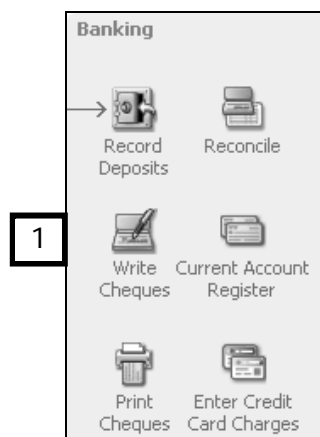 Banking
Record Reconcile
Deposits
1
Write Current Account
Cheques Register
Print Enter Credit
Cheques Card Charges